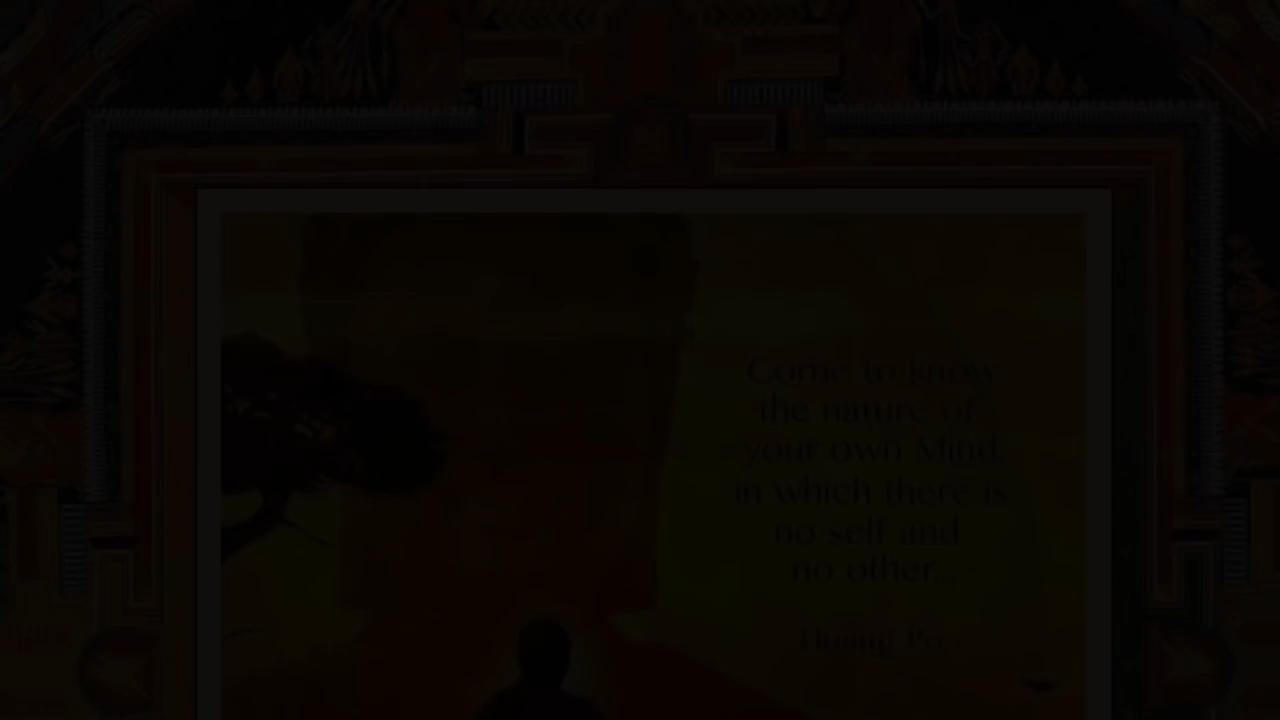 Come to know
the nature of
your own Mind,
in which there is
no self and
no other.
Huang Po